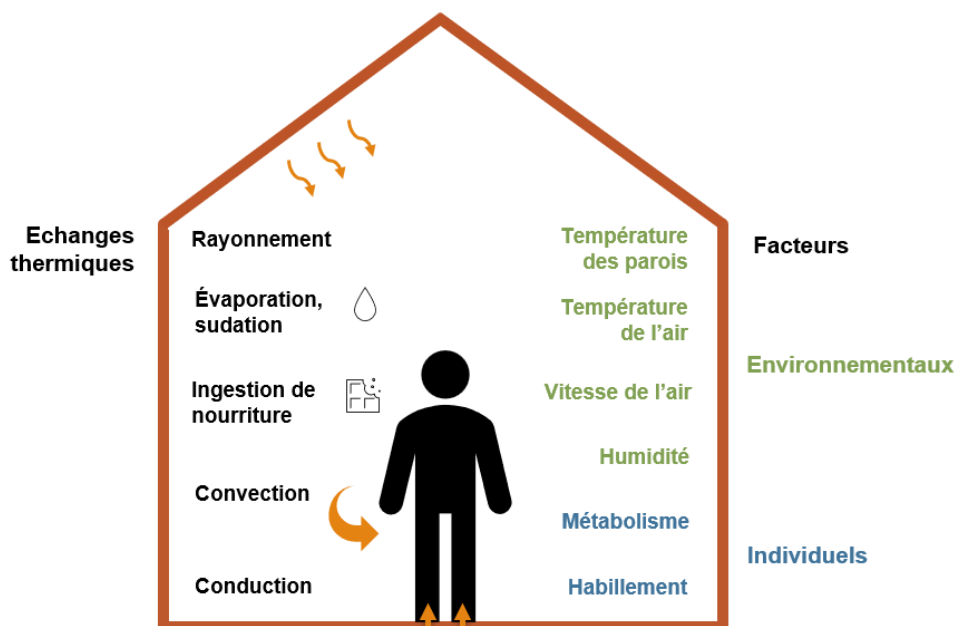 Echanges
thermiques
Rayonnement
Évaporation,
sudation
Ingestion de
nourriture
Convection
Conduction
Température
des parois
Température
de l'air
Vitesse de l'air
Humidité
Métabolisme
Habillement
Facteurs
Environnementaux
Individuels